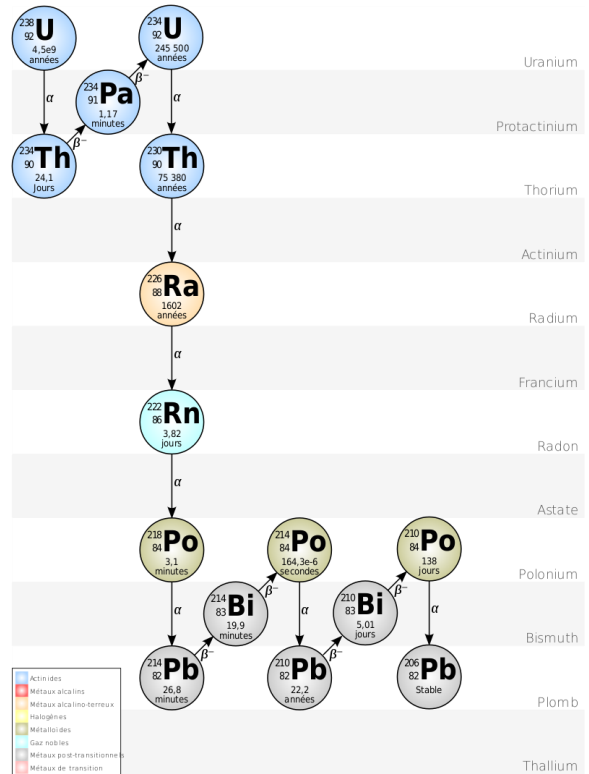 238
92 U
4,5e9
années
234
92 U
245 500
années
Uranium
α
234
91 Pa
1,17
minutes
β−
α
Protactinium
β−
234
90 Th
24,1
Jours
230
90 Th
75 380
années
Thorium
α
Actinium
226
88 Ra
1602
années
Radium
α
Francium
222
86 Rn
3,82
jours
Radon
α
Astate
218
84 Po
3,1
minutes
214
84 Po
164,3e-6
secondes
210
84 Po
138
jours
Polonium
α
214
83 Bi
19,9
minutes
β−
α
210
83 Bi
5,01
jours
β−
α
Bismuth
β−
β−
214
82 Pb
26,8
minutes
210
82 Pb
22,2
années
206
82 Pb
Stable
Plomb
Actinides
Métaux alcalins
Métaux alcalino-terreux
Halogènes
Métalloïdes
Gaz nobles
Métaux post-transitionnels
Métaux de transition
Thallium